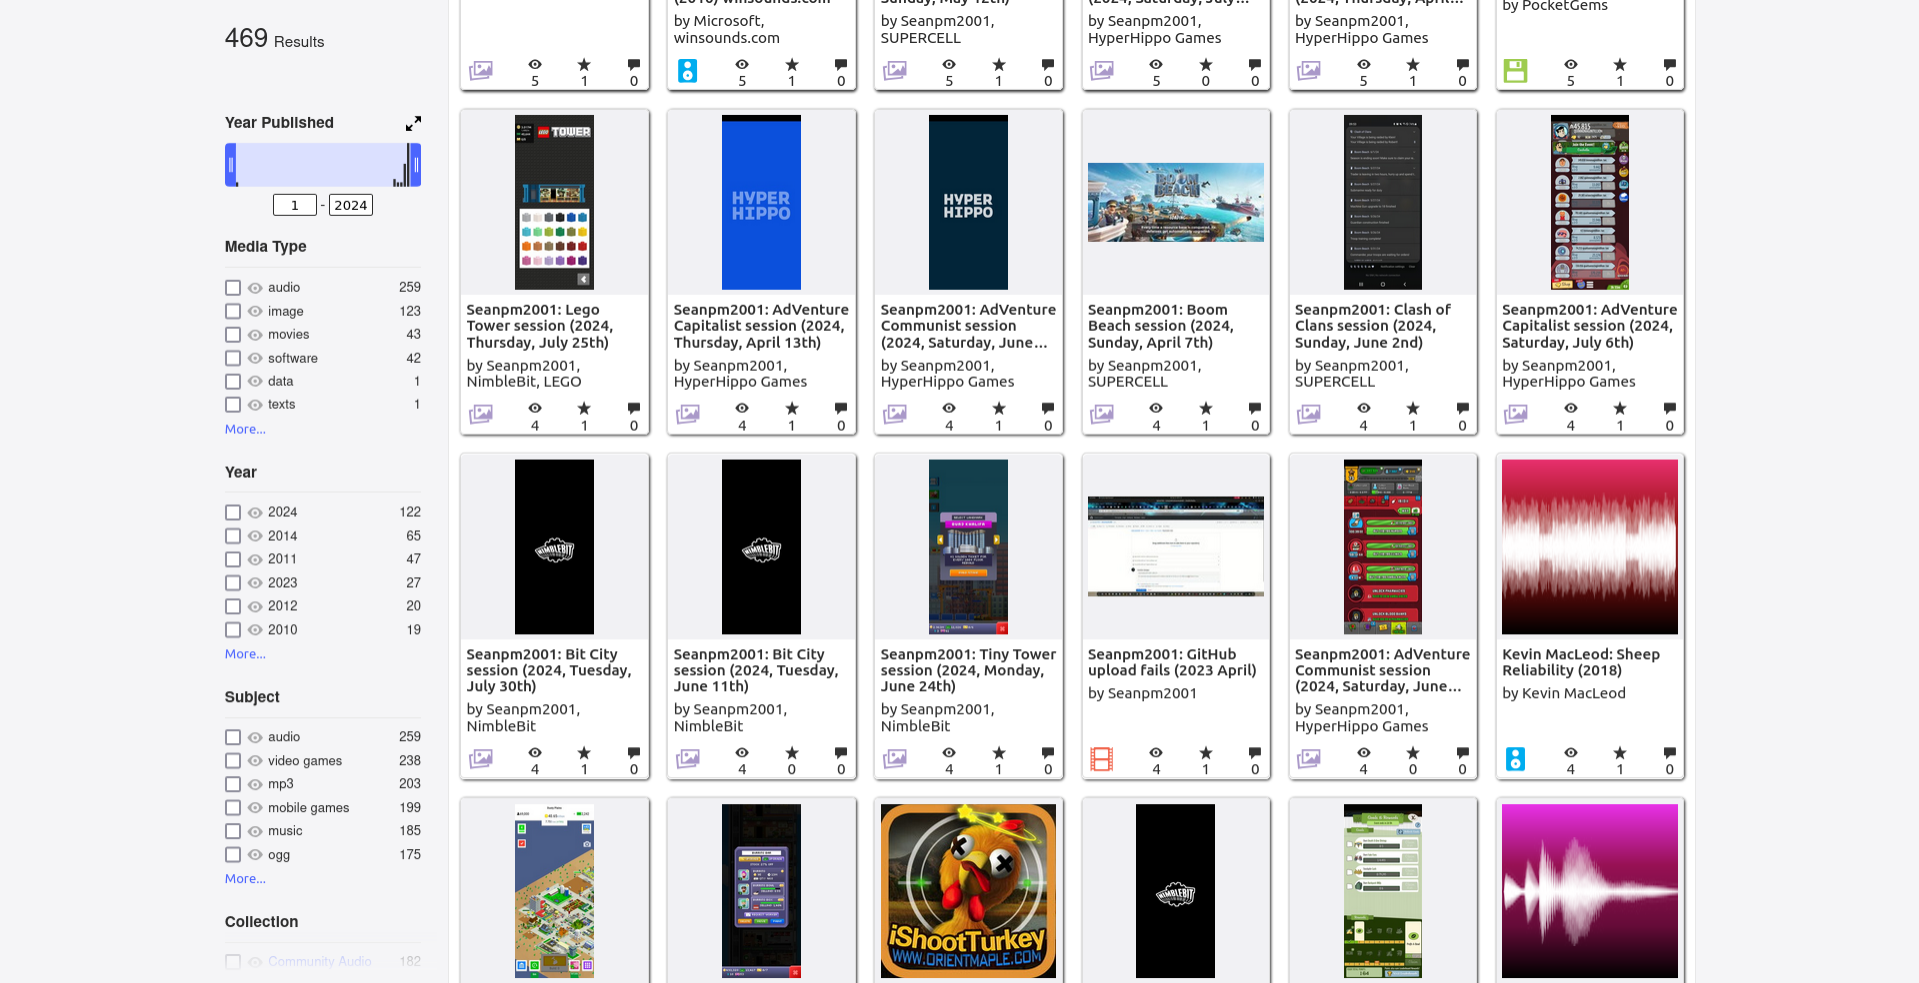 469 Results
Year Published
1 - 2024
Media Type
audio 259
image 123
movies 43
software 42
data 1
texts 1
More...
Year
2024 122
2014 65
2011 47
2023 27
2012 20
2010 19
More...
Subject
audio 259
video games 238
mp3 203
mobile games 199
music 185
ogg 175
More...
Collection
Community Audio 182
5 1 0
by Microsoft,
winsounds.com
5 1 0
by Seanpm2001,
SUPERCELL
5 1 0
by Seanpm2001,
HyperHippo Games
5 0 0
by Seanpm2001,
HyperHippo Games
5 1 0
by PocketGems
5 1 0
LEGO TOWER
Seanpm2001: Lego
Tower session (2024,
Thursday, July 25th)
by Seanpm2001,
NimbleBit, LEGO
4 1 0
HYPER
HIPPO
Seanpm2001: AdVenture
Capitalist session (2024,
Thursday, April 13th)
by Seanpm2001,
HyperHippo Games
4 1 0
HYPER
HIPPO
Seanpm2001: AdVenture
Communist session
(2024, Saturday, June...
by Seanpm2001,
HyperHippo Games
4 1 0
BOOM
BEACH
Seanpm2001: Boom
Beach session (2024,
Sunday, April 7th)
by Seanpm2001,
SUPERCELL
4 1 0
Seanpm2001: Clash of
Clans session (2024,
Sunday, June 2nd)
by Seanpm2001,
SUPERCELL
4 1 0
Seanpm2001: AdVenture
Capitalist session (2024,
Saturday, July 6th)
by Seanpm2001,
HyperHippo Games
4 1 0
NIMBLEBIT
Seanpm2001: Bit City
session (2024, Tuesday,
July 30th)
by Seanpm2001,
NimbleBit
4 1 0
NIMBLEBIT
Seanpm2001: Bit City
session (2024, Tuesday,
June 11th)
by Seanpm2001,
NimbleBit
4 0 0
Seanpm2001: Tiny Tower
session (2024, Monday,
June 24th)
by Seanpm2001,
NimbleBit
4 1 0
Seanpm2001: GitHub
upload fails (2023 April)
by Seanpm2001
4 1 0
Seanpm2001: AdVenture
Communist session
(2024, Saturday, June...
by Seanpm2001,
HyperHippo Games
4 0 0
Kevin MacLeod: Sheep
Reliability (2018)
by Kevin MacLeod
4 1 0
iShootTurkey
WWW.ORIENTMAPLE.COM
NIMBLEBIT